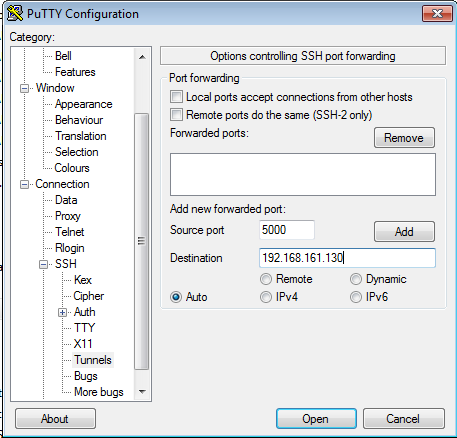 PuTTY Configuration
Category:
Bell
Features
Window
Appearance
Behaviour
Translation
Selection
Colours
Connection
Data
Proxy
Telnet
Rlogin
SSH
Kex
Cipher
Auth
TTY
X11
Tunnels
Bugs
More bugs
Options controlling SSH port forwarding
Port forwarding
Local ports accept connections from other hosts
Remote ports do the same (SSH-2 only)
Forwarded ports:
Remove
Add new forwarded port:
Source port 5000 Add
Destination 192.168.161.130
Remote Dynamic
Auto IPv4 IPv6
About Open Cancel